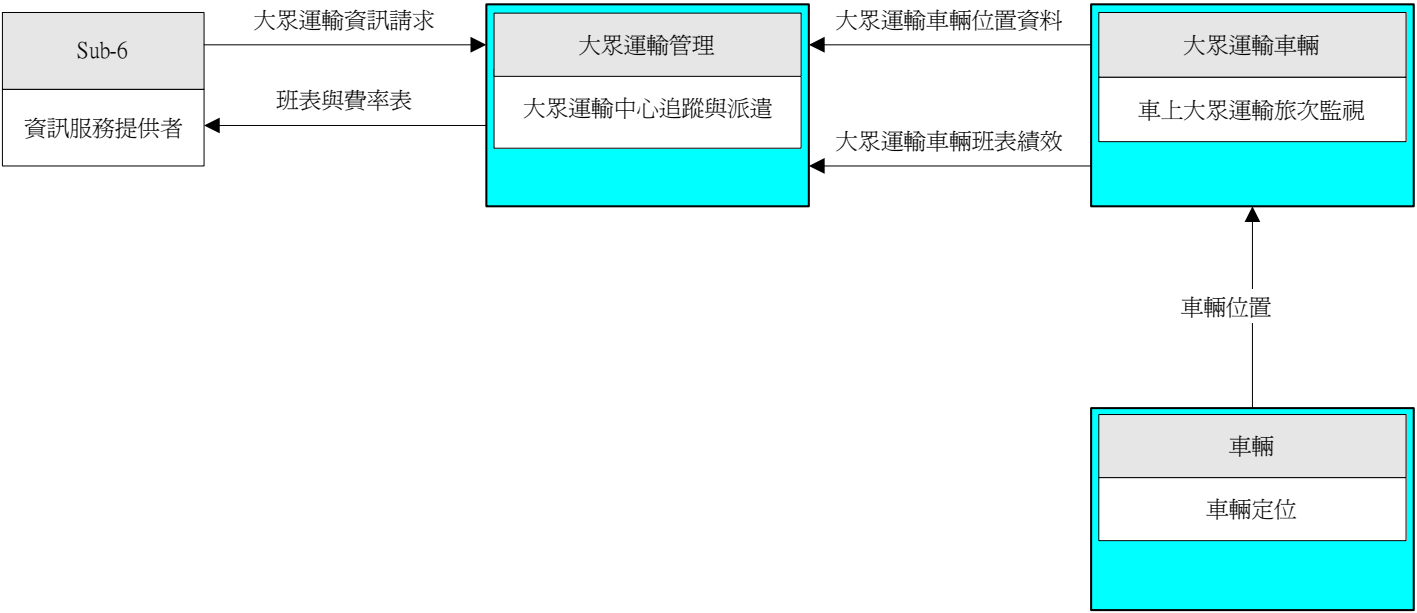 Sub-6
資訊服務提供者
大眾運輸資訊請求
班表與費率表
大眾運輸管理
大眾運輸中心追蹤與派遣
大眾運輸車輛位置資料
大眾運輸車輛班表績效
大眾運輸車輛
車上大眾運輸旅次監視
車輛位置
車輛
車輛定位